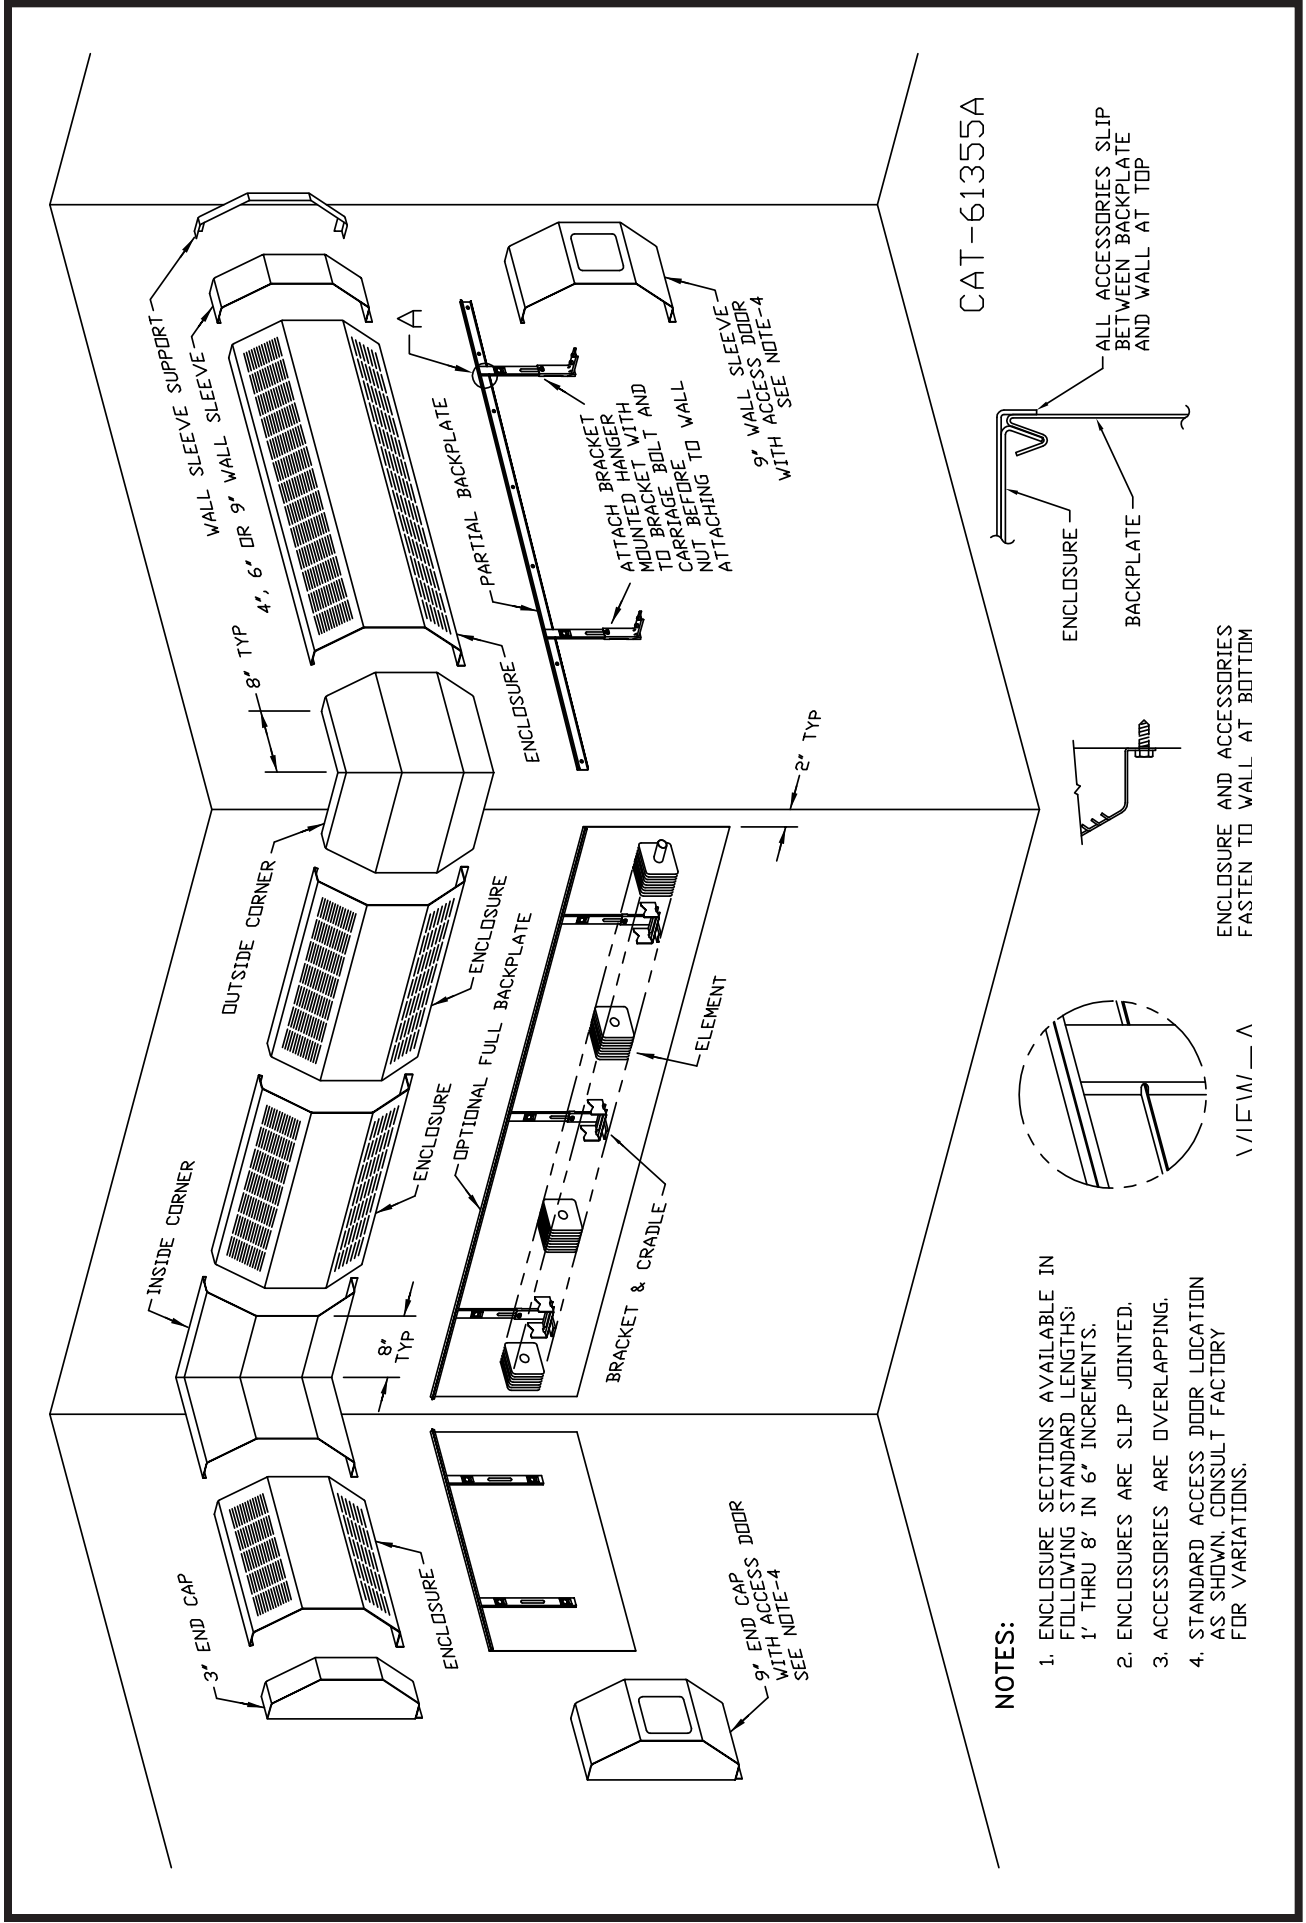 WALL SLEEVE SUPPORT
WALL SLEEVE
4", 6" OR 9" WALL SLEEVE
8" TYP
OUTSIDE CORNER
INSIDE CORNER
3" END CAP
ENCLOSURE
ENCLOSURE
ENCLOSURE
ENCLOSURE
8"
TYP
OPTIONAL FULL BACKPLATE
PARTIAL BACKPLATE
A
ATTACH BRACKET
MOUNTED HANGER
TO BRACKET WITH
CARRIAGE BOLT AND
NUT BEFORE
ATTACHING TO WALL
9" WALL SLEEVE
WITH ACCESS DOOR
SEE NOTE-4
2" TYP
ELEMENT
BRACKET & CRADLE
9" END CAP
WITH ACCESS DOOR
SEE NOTE-4
CAT-61355A
NOTES:
1. ENCLOSURE SECTIONS AVAILABLE IN
FOLLOWING STANDARD LENGTHS:
1' THRU 8' IN 6" INCREMENTS.
2. ENCLOSURES ARE SLIP JOINTED.
3. ACCESSORIES ARE OVERLAPPING.
4. STANDARD ACCESS DOOR LOCATION
AS SHOWN. CONSULT FACTORY
FOR VARIATIONS.
VIEW A
ENCLOSURE AND ACCESSORIES
FASTEN TO WALL AT BOTTOM
ENCLOSURE
BACKPLATE
ALL ACCESSORIES SLIP
BETWEEN BACKPLATE
AND WALL AT TOP